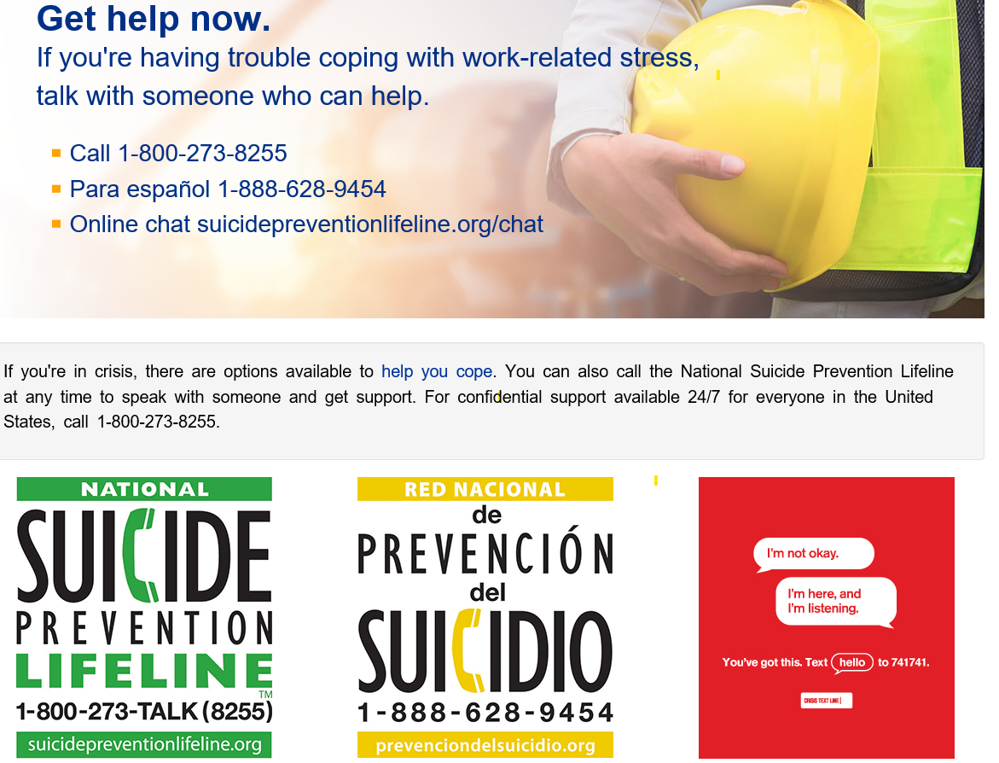 Get help now.
If you're having trouble coping with work-related stress,
talk with someone who can help.
Call 1-800-273-8255
Para español 1-888-628-9454
Online chat suicidepreventionlifeline.org/chat
If you're in crisis, there are options available to help you cope. You can also call the National Suicide Prevention Lifeline
at any time to speak with someone and get support. For confidential support available 24/7 for everyone in the United
States, call 1-800-273-8255.
NATIONAL
SUICIDE
PREVENTION
LIFELINE
TM
1-800-273-TALK (8255)
suicidepreventionlifeline.org
RED NACIONAL
de
PREVENCIÓN
del
SUICIDIO
1-888-628-9454
prevenciondelsuicidio.org
I'm not okay.
I'm here, and
I'm listening.
You've got this. Text hello to 741741.
CRISIS TEXT LINE|